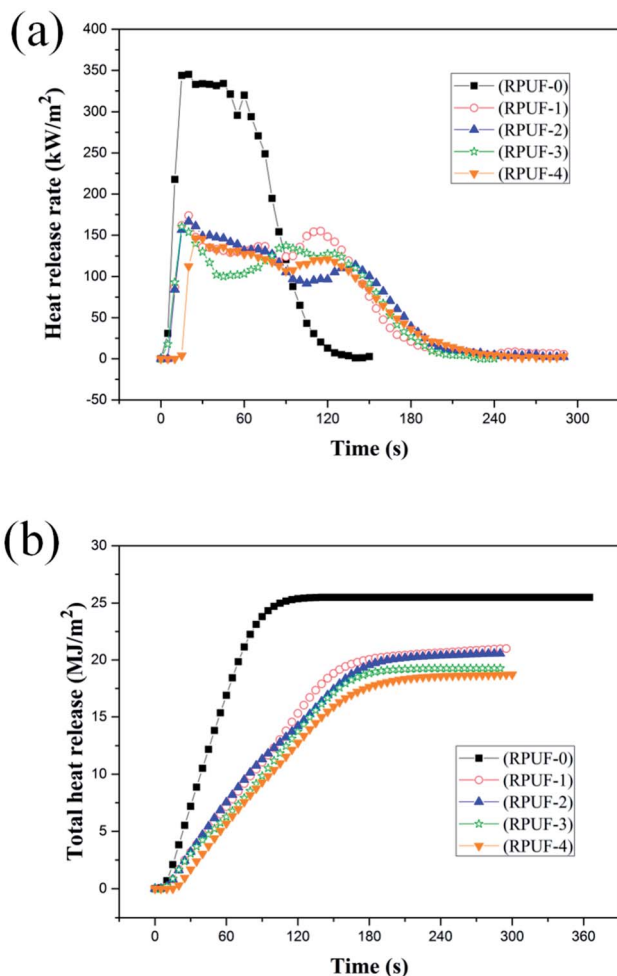 (a)
400
350
300
250
200
150
100
50
0
-50
Heat release rate (kW/m²)
(RPUF-0)
(RPUF-1)
(RPUF-2)
(RPUF-3)
(RPUF-4)
0 60 120 180 240 300
Time (s)
(b)
30
25
20
15
10
5
0
Total heat release (MJ/m²)
(RPUF-0)
(RPUF-1)
(RPUF-2)
(RPUF-3)
(RPUF-4)
0 60 120 180 240 300 360
Time (s)